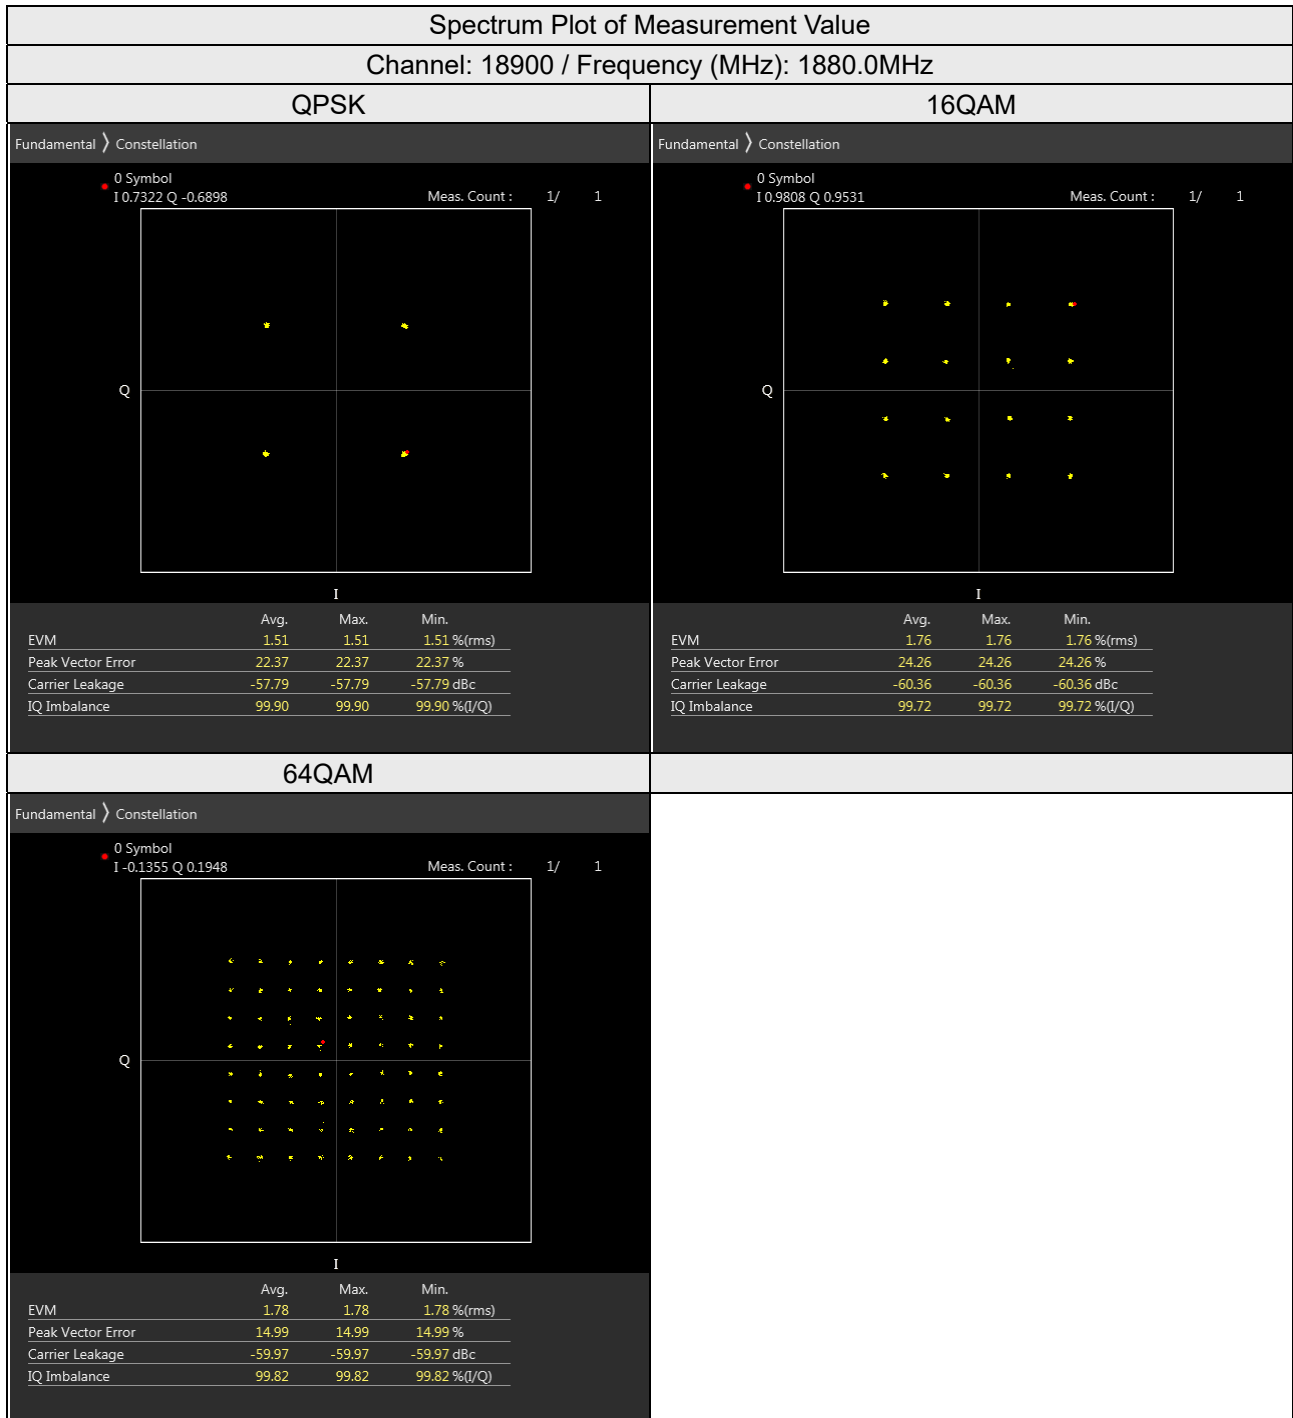 Spectrum Plot of Measurement Value
Channel: 18900 / Frequency (MHz): 1880.0MHz
QPSK
16QAM
Fundamental 〉 Constellation
0 Symbol
I 0.7322 Q -0.6898
Meas. Count : 1/ 1
Q
I
Avg. Max. Min.
EVM 1.51 1.51 1.51 %(rms)
Peak Vector Error 22.37 22.37 22.37 %
Carrier Leakage -57.79 -57.79 -57.79 dBc
IQ Imbalance 99.90 99.90 99.90 %(I/Q)
Fundamental 〉 Constellation
0 Symbol
I 0.9808 Q 0.9531
Meas. Count : 1/ 1
Q
I
Avg. Max. Min.
EVM 1.76 1.76 1.76 %(rms)
Peak Vector Error 24.26 24.26 24.26 %
Carrier Leakage -60.36 -60.36 -60.36 dBc
IQ Imbalance 99.72 99.72 99.72 %(I/Q)
64QAM
Fundamental 〉 Constellation
0 Symbol
I -0.1355 Q 0.1948
Meas. Count : 1/ 1
Q
I
Avg. Max. Min.
EVM 1.78 1.78 1.78 %(rms)
Peak Vector Error 14.99 14.99 14.99 %
Carrier Leakage -59.97 -59.97 -59.97 dBc
IQ Imbalance 99.82 99.82 99.82 %(I/Q)